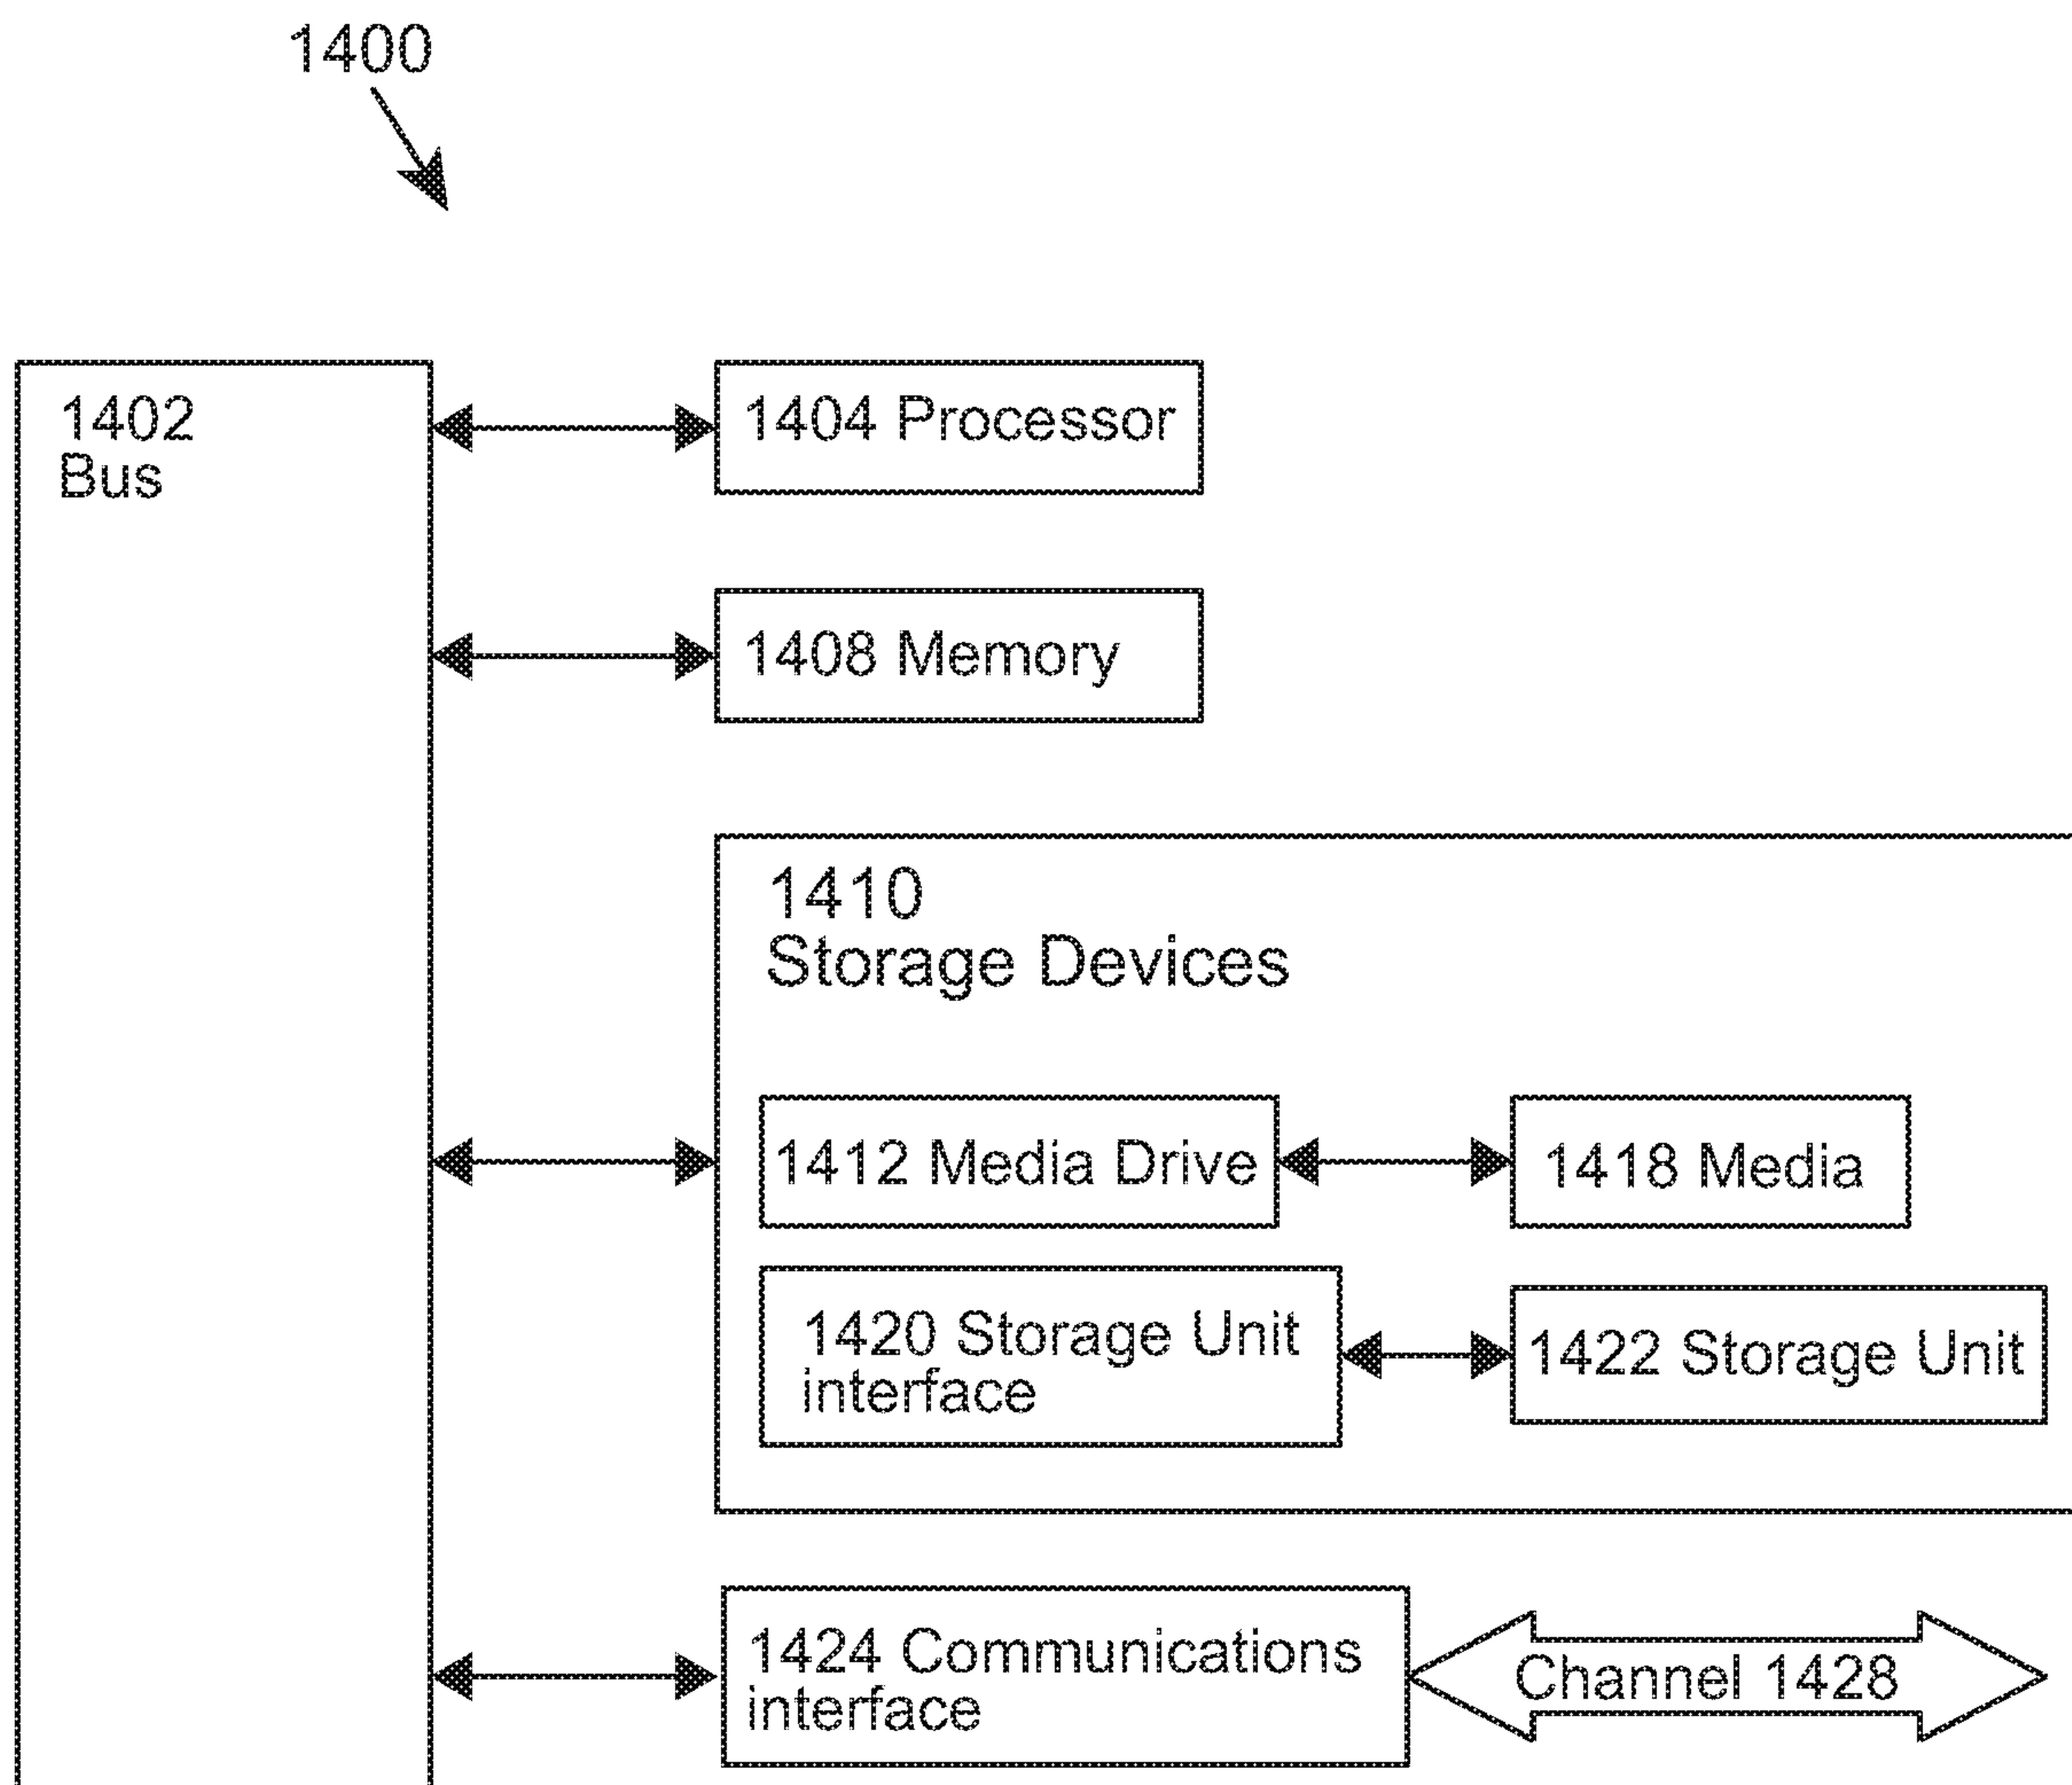 1400
1402
Bus
1404 Processor
1408 Memory
1410
Storage Devices
1412 Media Drive
1418 Media
1420 Storage Unit
interface
1422 Storage Unit
1424 Communications
interface
Channel 1428